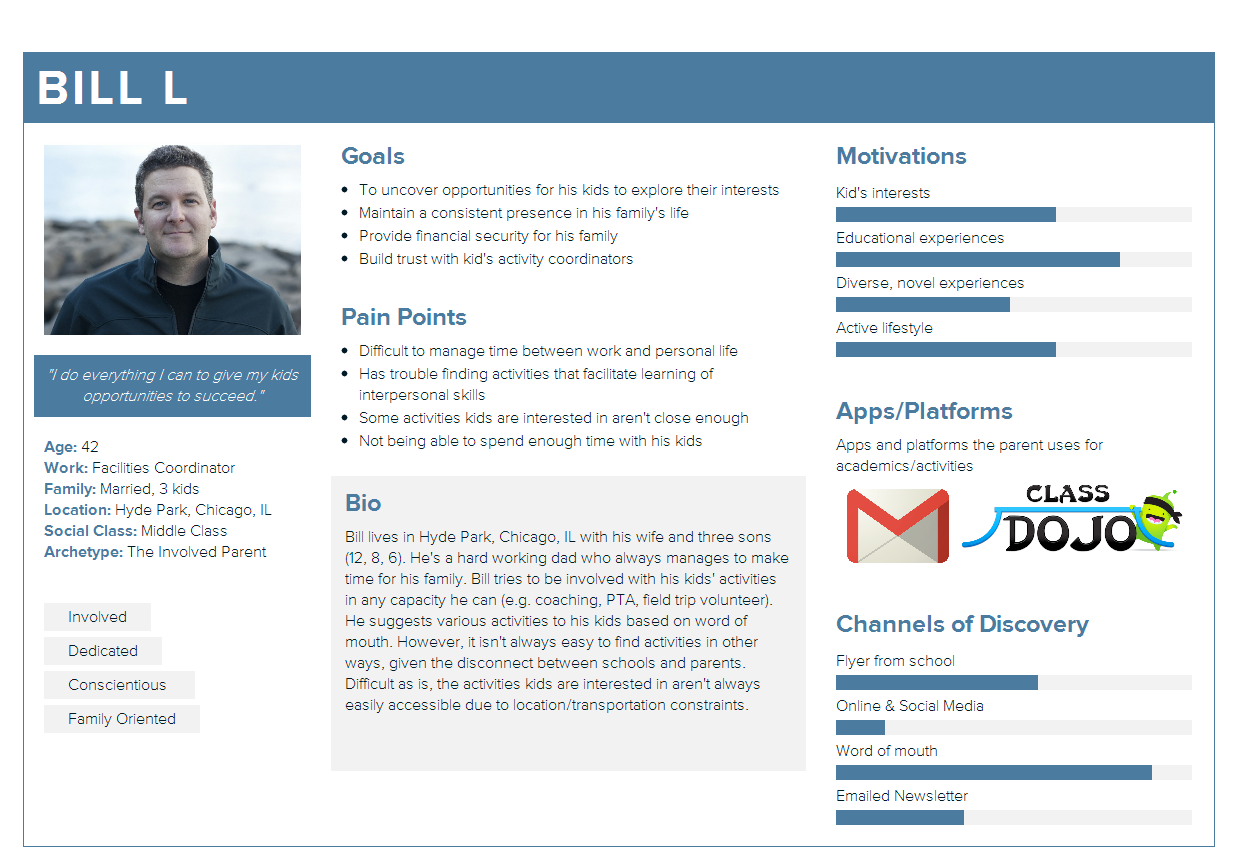 BILL L
"I do everything I can to give my kids
opportunities to succeed."
Age: 42
Work: Facilities Coordinator
Family: Married, 3 kids
Location: Hyde Park, Chicago, IL
Social Class: Middle Class
Archetype: The Involved Parent
Involved
Dedicated
Conscientious
Family Oriented
Goals
• To uncover opportunities for his kids to explore their interests
• Maintain a consistent presence in his family's life
• Provide financial security for his family
• Build trust with kid's activity coordinators
Pain Points
• Difficult to manage time between work and personal life
• Has trouble finding activities that facilitate learning of
interpersonal skills
• Some activities kids are interested in aren't close enough
• Not being able to spend enough time with his kids
Bio
Bill lives in Hyde Park, Chicago, IL with his wife and three sons
(12, 8, 6). He's a hard working dad who always manages to make
time for his family. Bill tries to be involved with his kids' activities
in any capacity he can (e.g. coaching, PTA, field trip volunteer).
He suggests various activities to his kids based on word of
mouth. However, it isn't always easy to find activities in other
ways, given the disconnect between schools and parents.
Difficult as is, the activities kids are interested in aren't always
easily accessible due to location/transportation constraints.
Motivations
Kid's interests
Educational experiences
Diverse, novel experiences
Active lifestyle
Apps/Platforms
Apps and platforms the parent uses for
academics/activities
CLASS
DOJO
Channels of Discovery
Flyer from school
Online & Social Media
Word of mouth
Emailed Newsletter